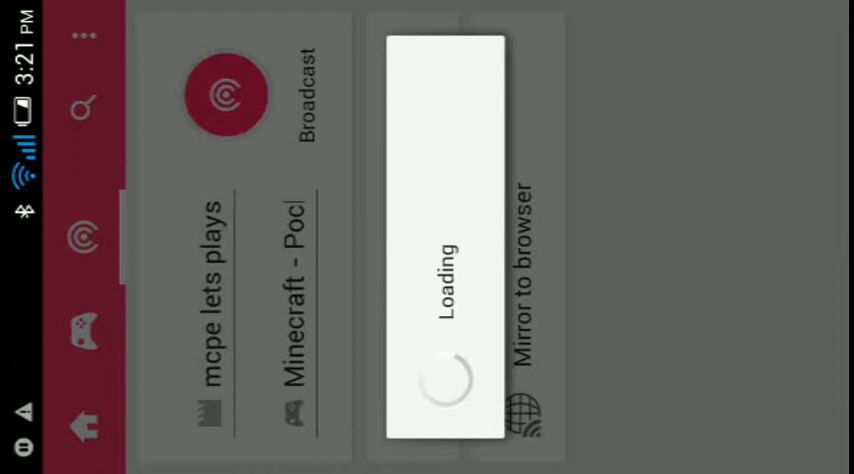 3:21 PM
mcpe lets plays
Minecraft - Poc
Broadcast
Loading
Mirror to browser